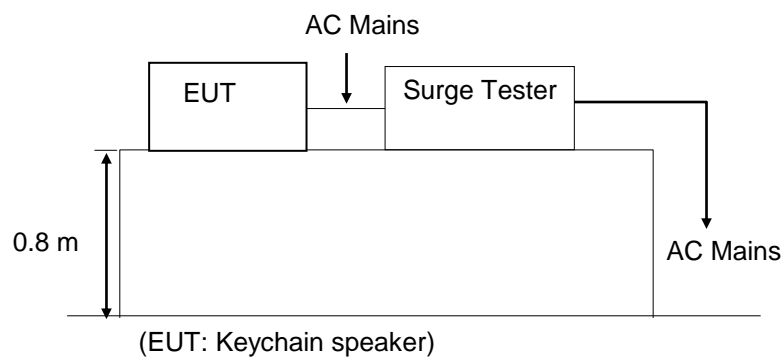 AC Mains
EUT
Surge Tester
0.8 m
AC Mains
(EUT: Keychain speaker)